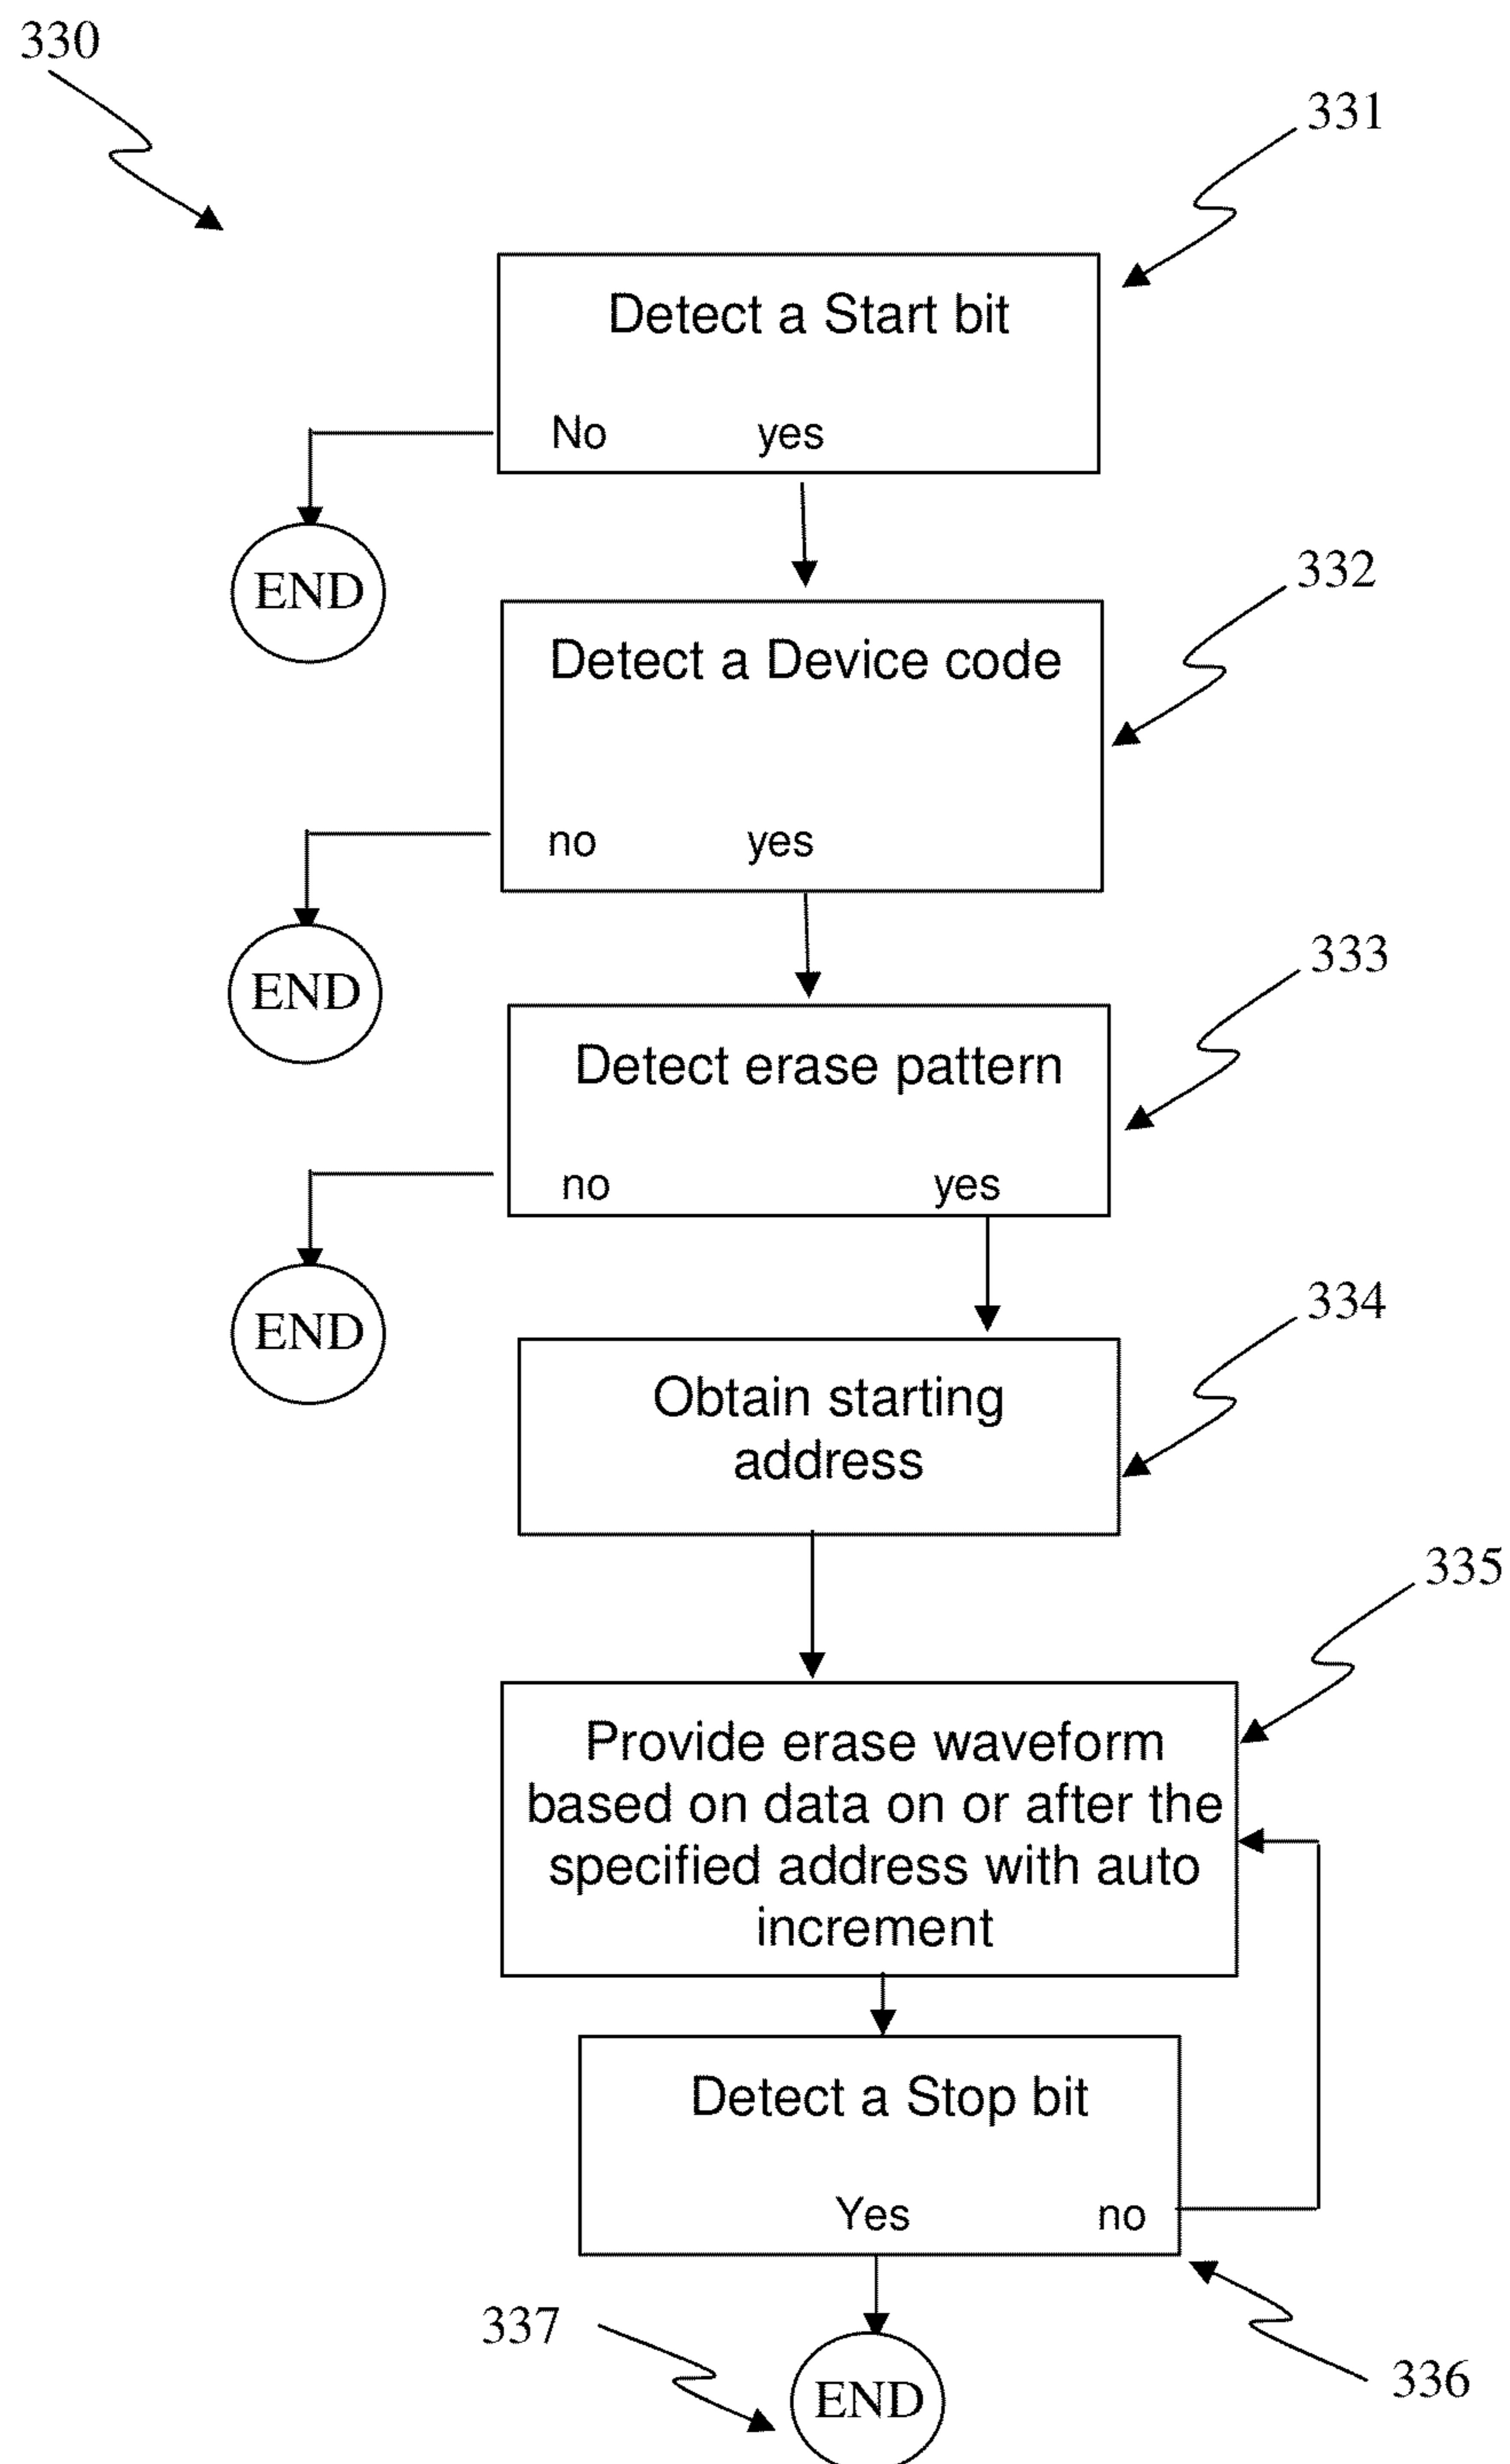 330
331
Detect a Start bit
No yes
END
332
Detect a Device code
no yes
END
333
Detect erase pattern
no yes
END
334
Obtain starting
address
335
Provide erase waveform
based on data on or after the
specified address with auto
increment
Detect a Stop bit
Yes no
336
337
END